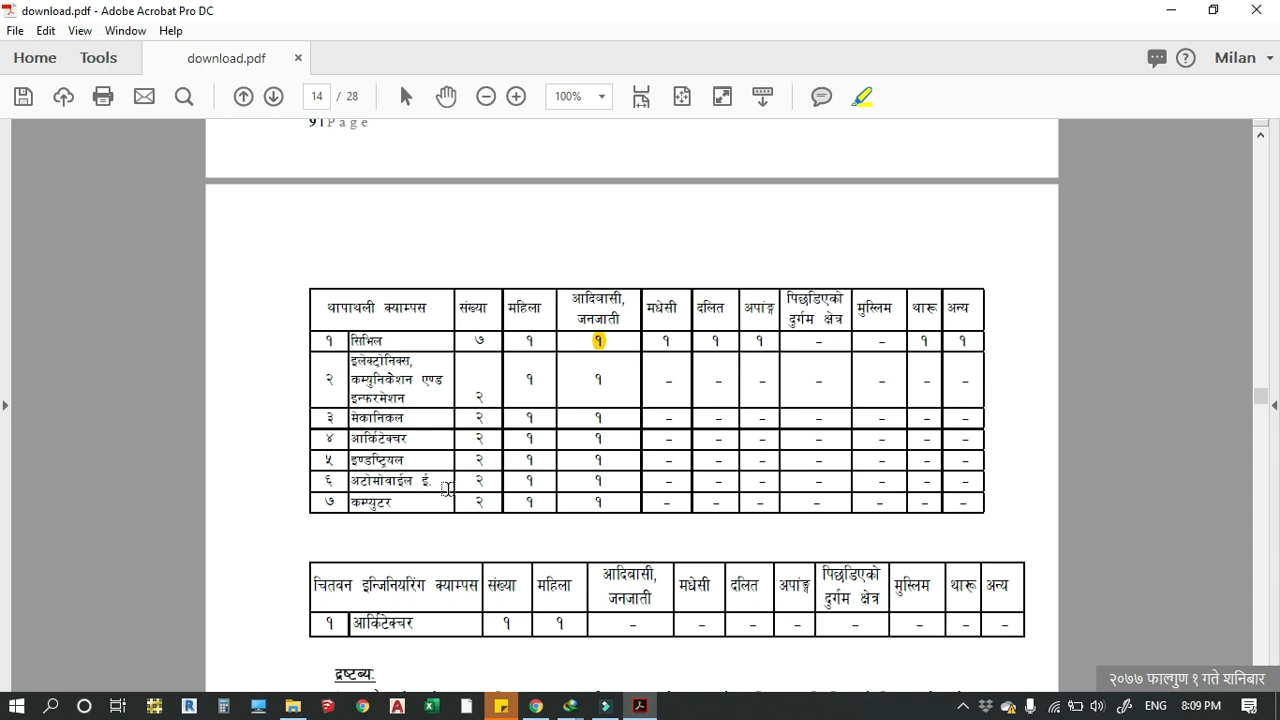 download.pdf - Adobe Acrobat Pro DC
File Edit View Window Help
Home Tools download.pdf × Milan
14 / 28 100%
9 | P a g e
थापाथली क्याम्पस संख्या महिला आदिवासी, जनजाती मधेसी दलित अपांङ्ग पिछडिएको दुर्गम क्षेत्र मुस्लिम थारू अन्य
१ सिभिल ७ १ १ १ १ १ – – १ १
२ इलेक्ट्रोनिक्स, कम्युनिकेशन एण्ड इन्फरमेशन २ १ १ – – – – – – –
३ मेकानिकल २ १ १ – – – – – – –
४ आर्किटेक्चर २ १ १ – – – – – – –
५ इण्डष्ट्रियल २ १ १ – – – – – – –
६ अटोमोवाईल ई. २ १ १ – – – – – – –
७ कम्प्युटर २ १ १ – – – – – – –
चितवन इन्जिनियरिंग क्याम्पस संख्या महिला आदिवासी, जनजाती मधेसी दलित अपांङ्ग पिछडिएको दुर्गम क्षेत्र मुस्लिम थारू अन्य
१ आर्किटेक्चर १ १ – – – – – – – –
द्रष्टब्य:
२०७७ फाल्गुण १ गते शनिबार
ENG 8:09 PM